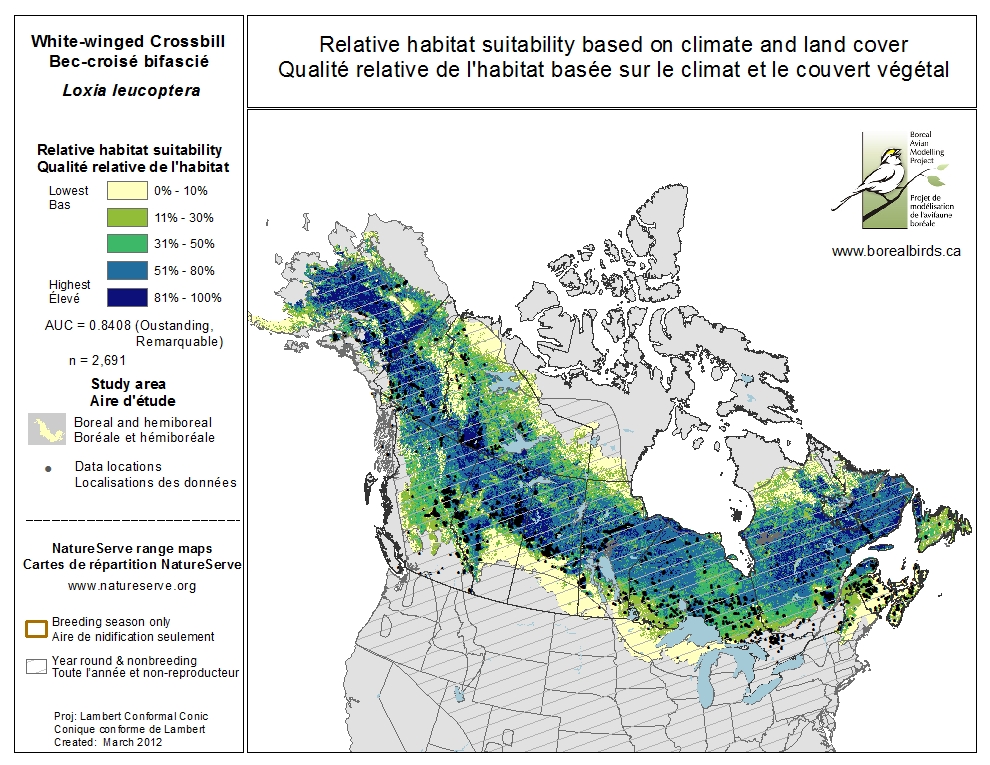 White-winged Crossbill
Bec-croisé bifascié
Loxia leucoptera
Relative habitat suitability based on climate and land cover
Qualité relative de l'habitat basée sur le climat et le couvert végétal
Relative habitat suitability
Qualité relative de l'habitat
Lowest
Bas
0% - 10%
11% - 30%
31% - 50%
51% - 80%
Highest
Élevé
81% - 100%
AUC = 0.8408 (Oustanding,
Remarquable)
n = 2,691
Study area
Aire d'étude
Boreal and hemiboreal
Boréale et hémiboréale
Data locations
Localisations des données
NatureServe range maps
Cartes de répartition NatureServe
www.natureserve.org
Breeding season only
Aire de nidification seulement
Year round & nonbreeding
Toute l'année et non-reproducteur
Proj: Lambert Conformal Conic
Conique conforme de Lambert
Created: March 2012
Boreal
Avian
Modelling
Project
Projet de
modélisation
de l'avifaune
boréale
www.borealbirds.ca